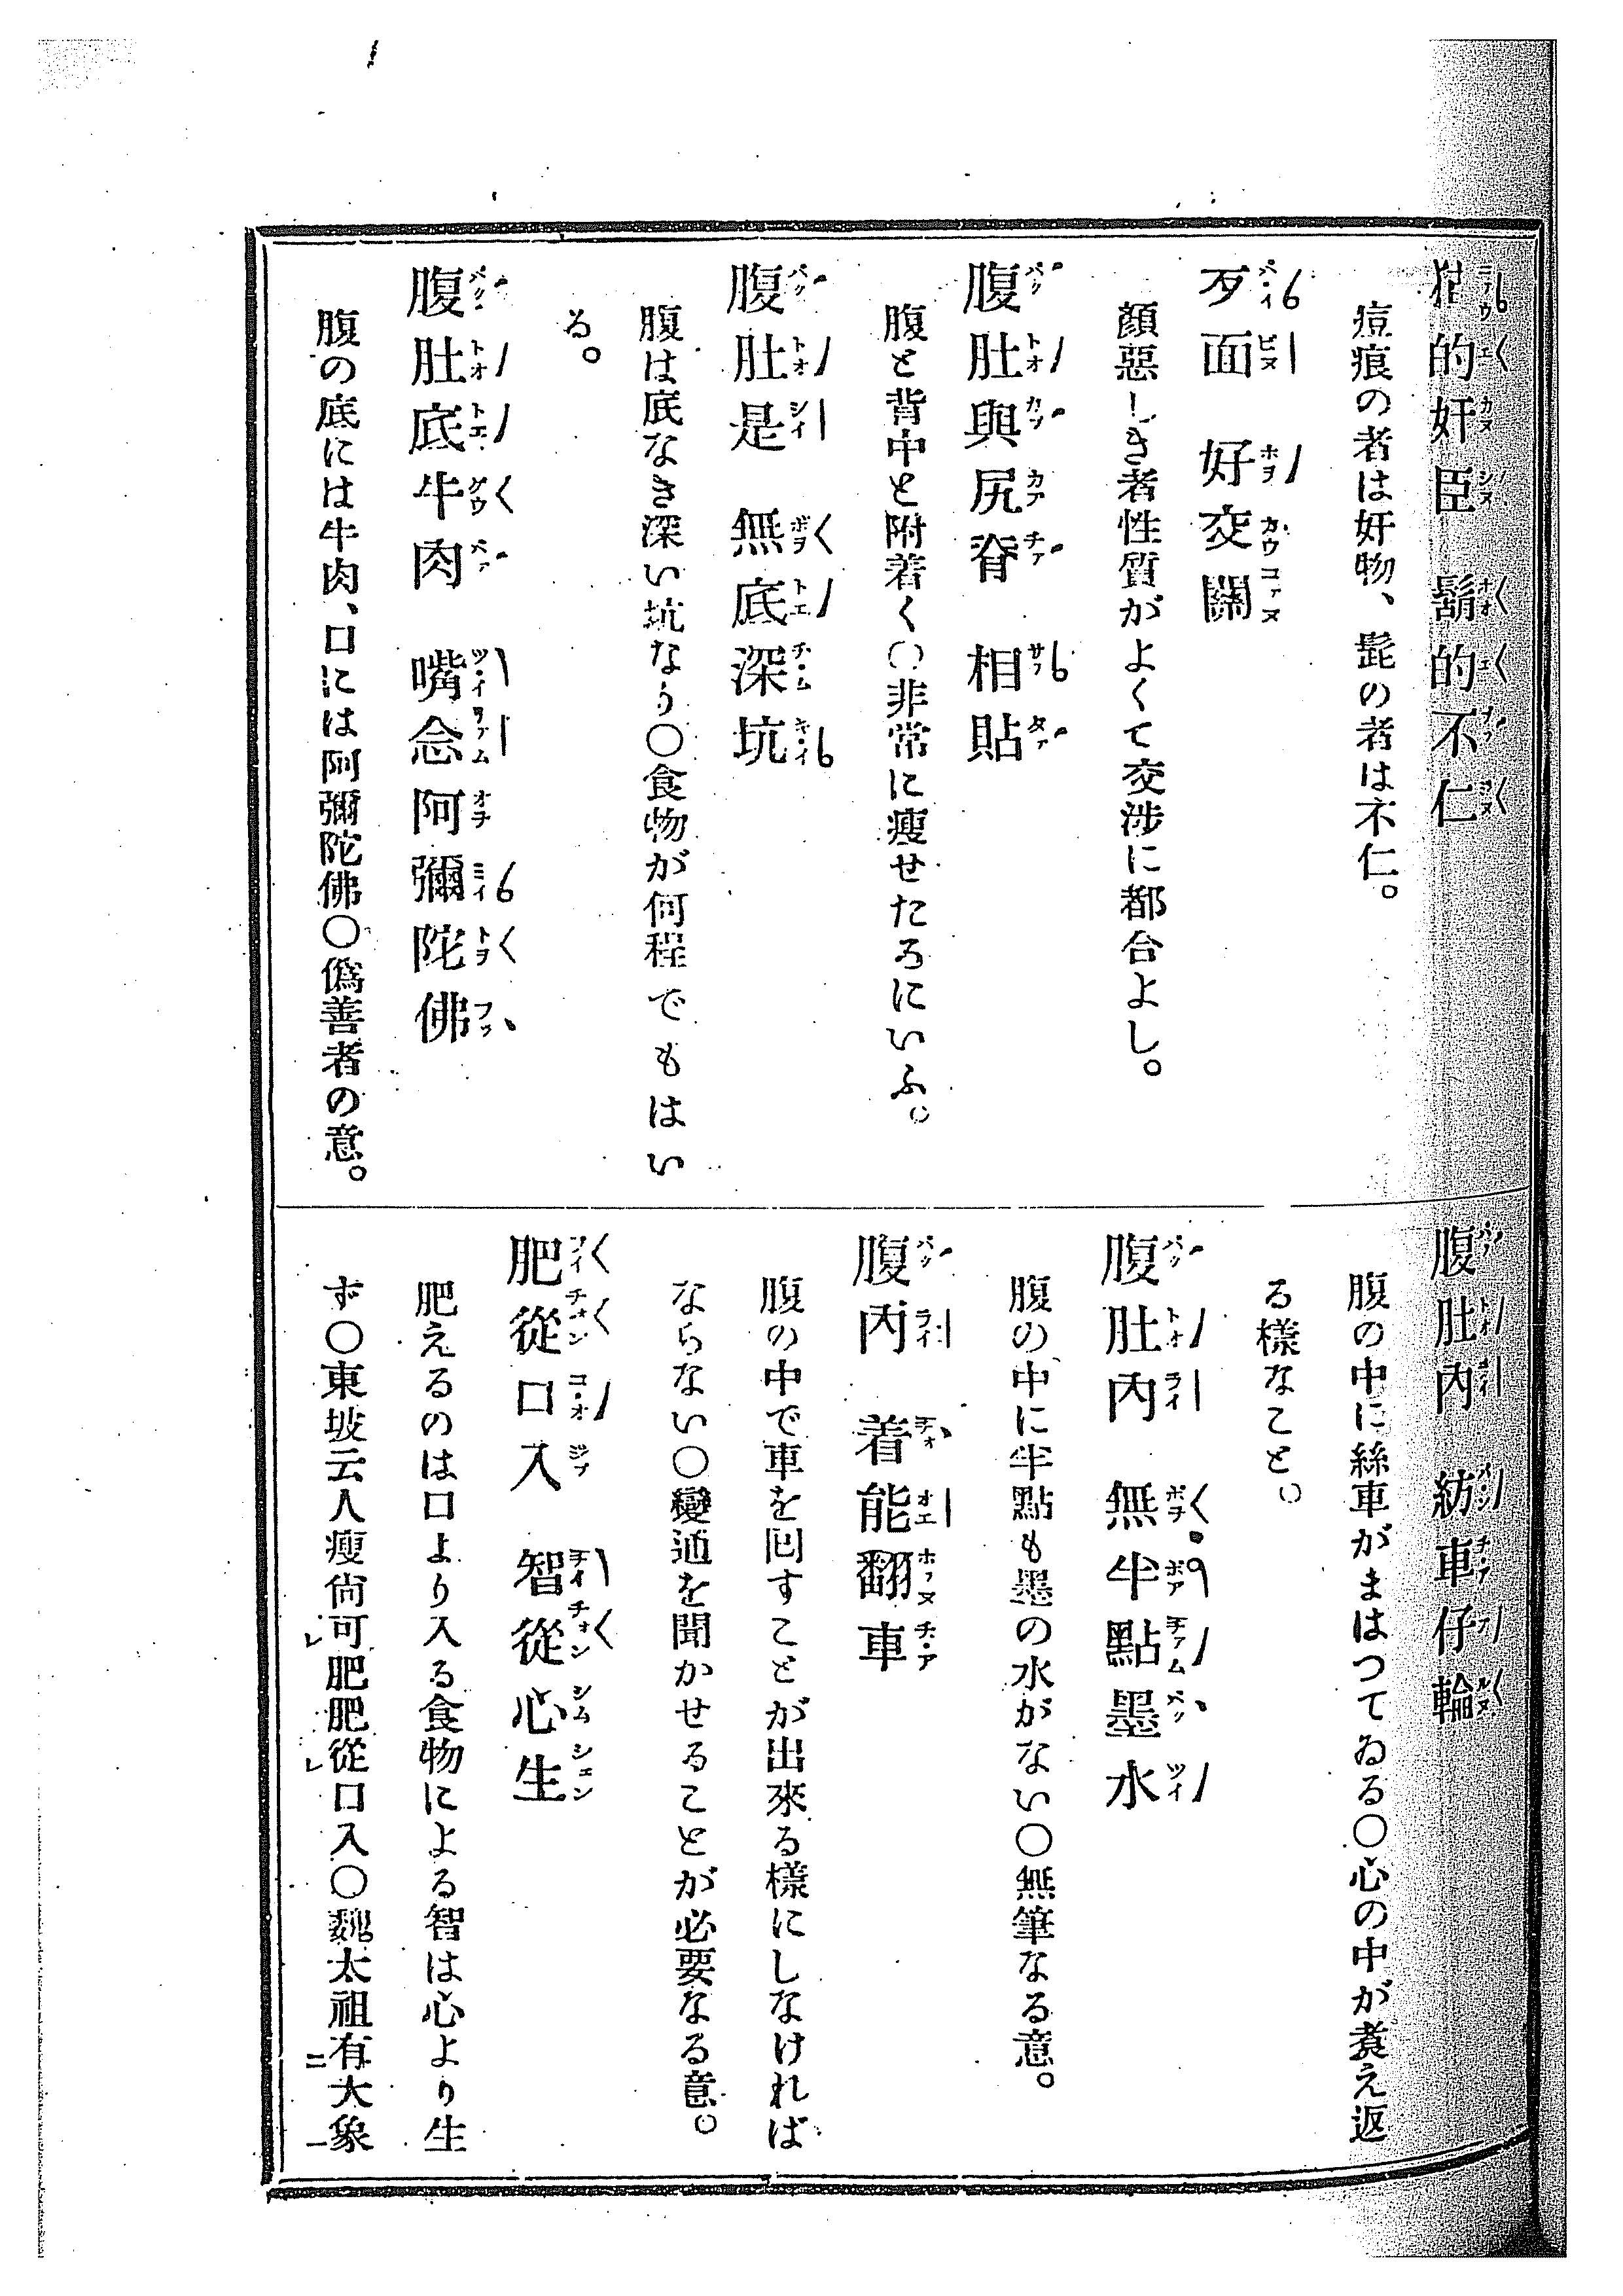 的奸臣　鬍的不仁
痘痕の者は奸物、髭の者は不仁。
歹面　好交關
顏惡しき者性質がよくて交涉に都合よし。
腹肚與尻脊　相貼
腹と背中と附着く〇非常に瘦せたるにいふ。
腹肚是　無底深坑
腹は底なき深い坑なり〇食物が何程でもはい
る。
腹肚底牛肉　嘴念阿彌陀佛
腹の底には牛肉、口には阿彌陀佛〇僞善者の意。
腹肚內　紡車仔輪
腹の中に絲車がまはつてゐる〇心の中が煮え返
る樣なこと。
腹肚內　無半點墨水
腹の中に半點も墨の水がない〇無筆なる意。
腹內　着能翻車
腹の中で車を囘すことが出來る樣にしなければ
ならない〇變通を聞かせることが必要なる意。
肥從口入　智從心生
肥えるのは口より入る食物による智は心より生
ず〇東坡云人瘦尙可肥肥從口入〇魏太祖有大象